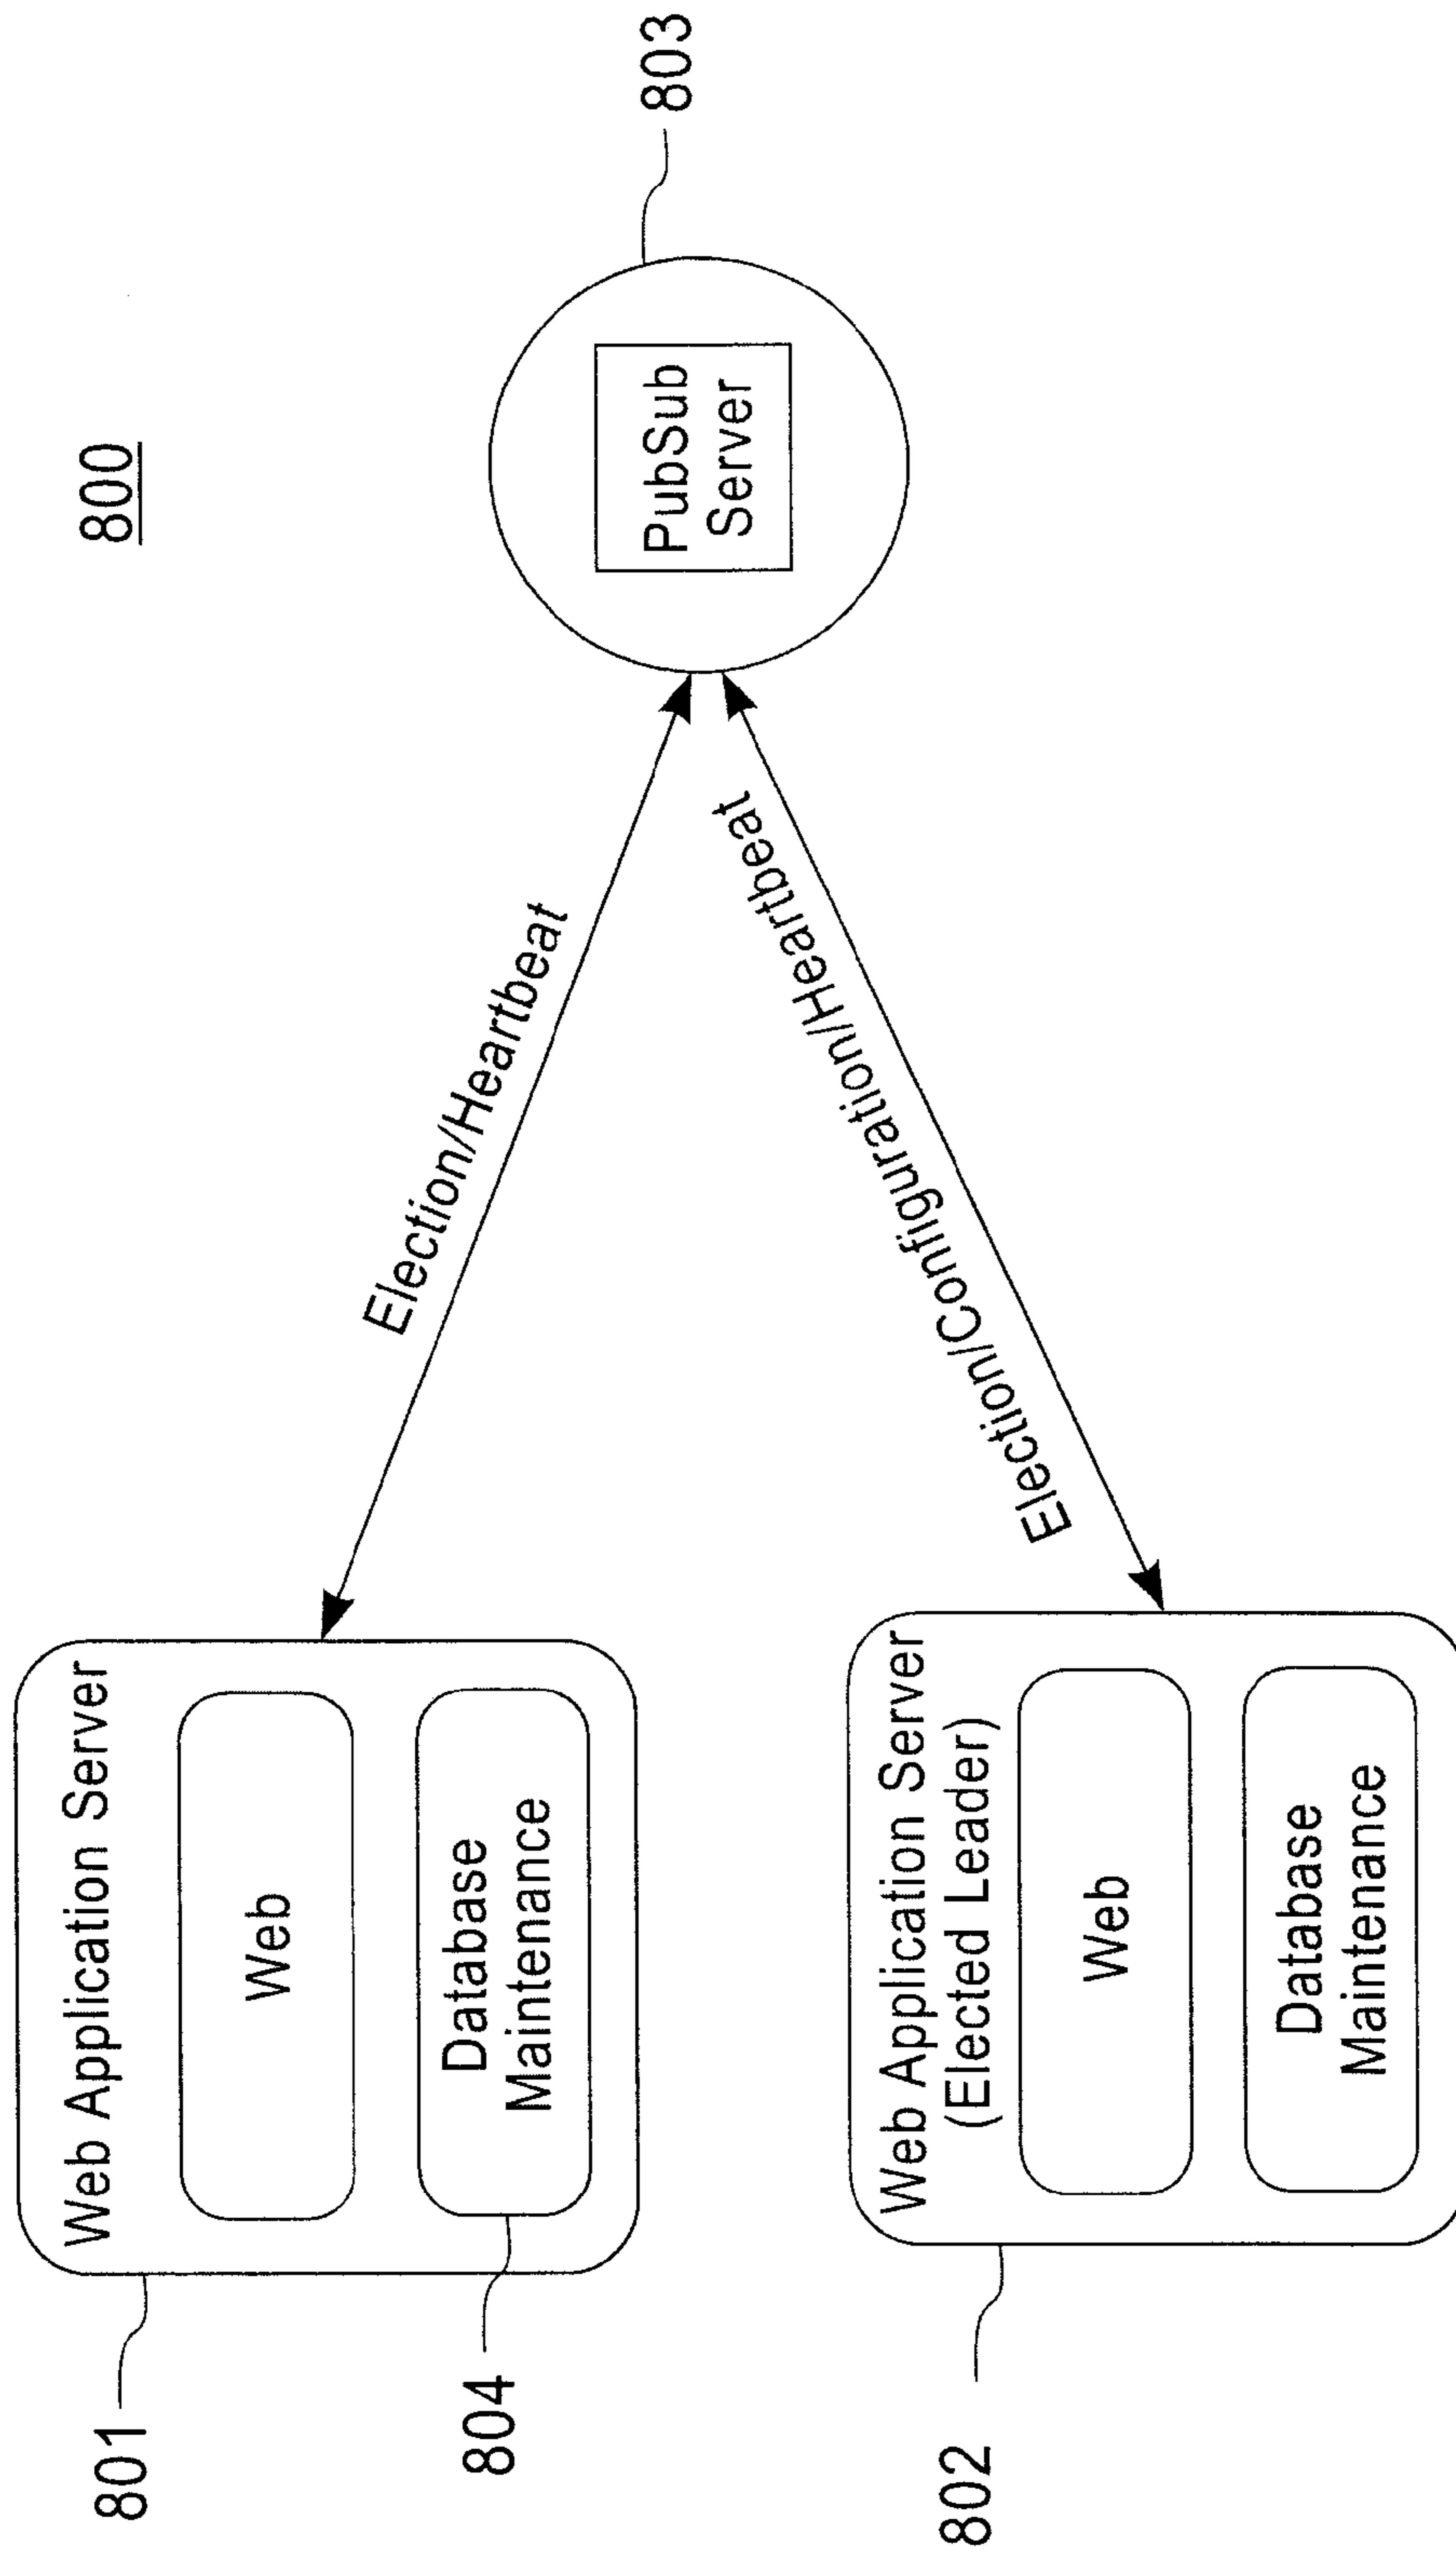 800
801
Web Application Server
Web
Database
Maintenance
804
Election/Heartbeat
PubSub
Server
803
Election/Configuration/Heartbeat
802
Web Application Server
(Elected Leader)
Web
Database
Maintenance